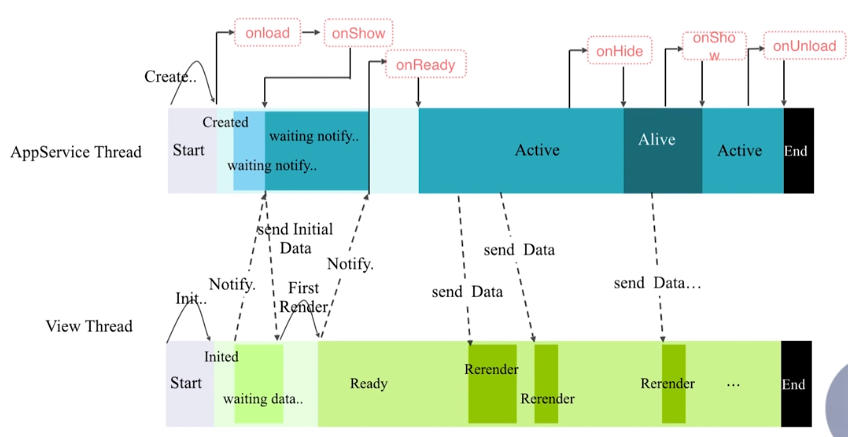 onload
onShow
onReady
onHide
onSho
w
onUnload
Create..
AppService Thread
Start
Created
waiting notify..
waiting notify..
Active
Alive
Active
End
send Initial
Data
Notify.
Notify.
First
Render
Init..
send Data
send Data
send Data…
View Thread
Start
Inited
waiting data..
Ready
Rerender
Rerender
Rerender
…
End